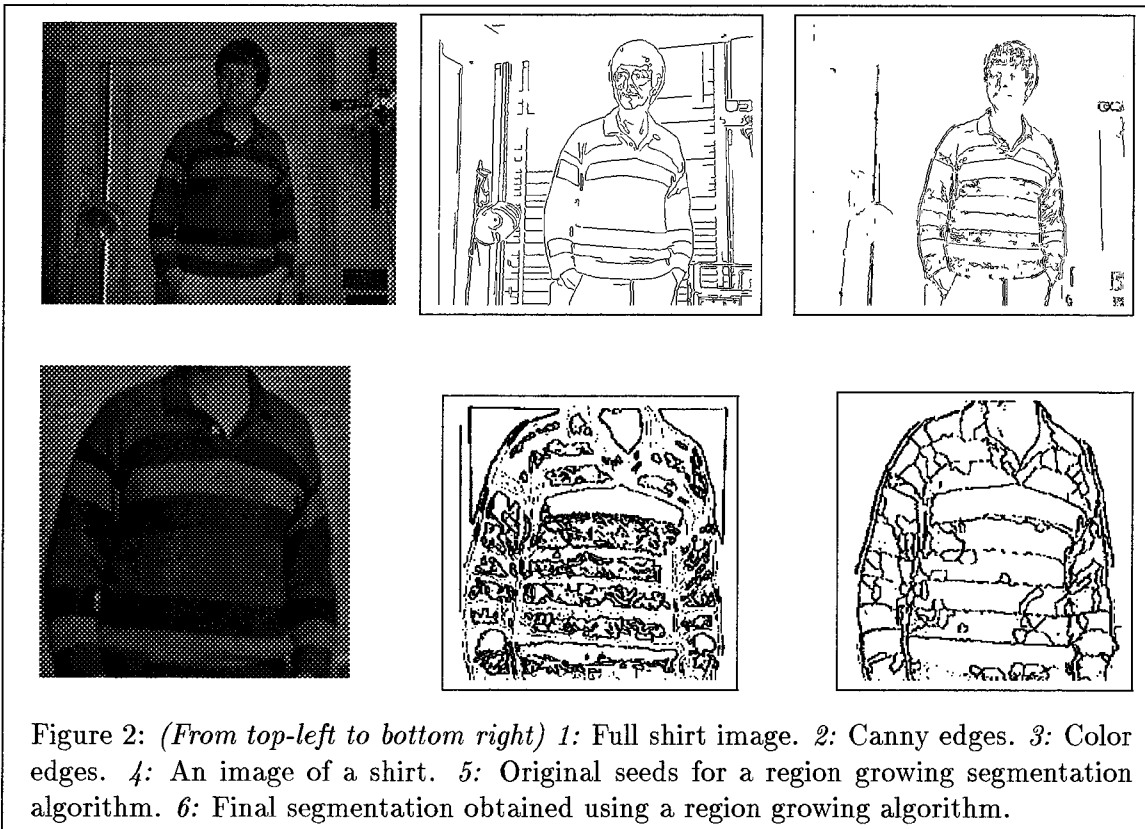 Figure 2: (From top-left to bottom right) 1: Full shirt image. 2: Canny edges. 3: Color
edges. 4: An image of a shirt. 5: Original seeds for a region growing segmentation
algorithm. 6: Final segmentation obtained using a region growing algorithm.